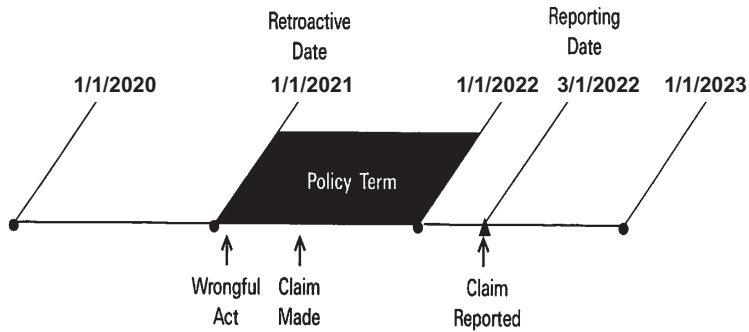 Retroactive
Date
Reporting
Date
1/1/2020
1/1/2021
1/1/2022
3/1/2022
1/1/2023
Policy Term
Wrongful
Act
Claim
Made
Claim
Reported